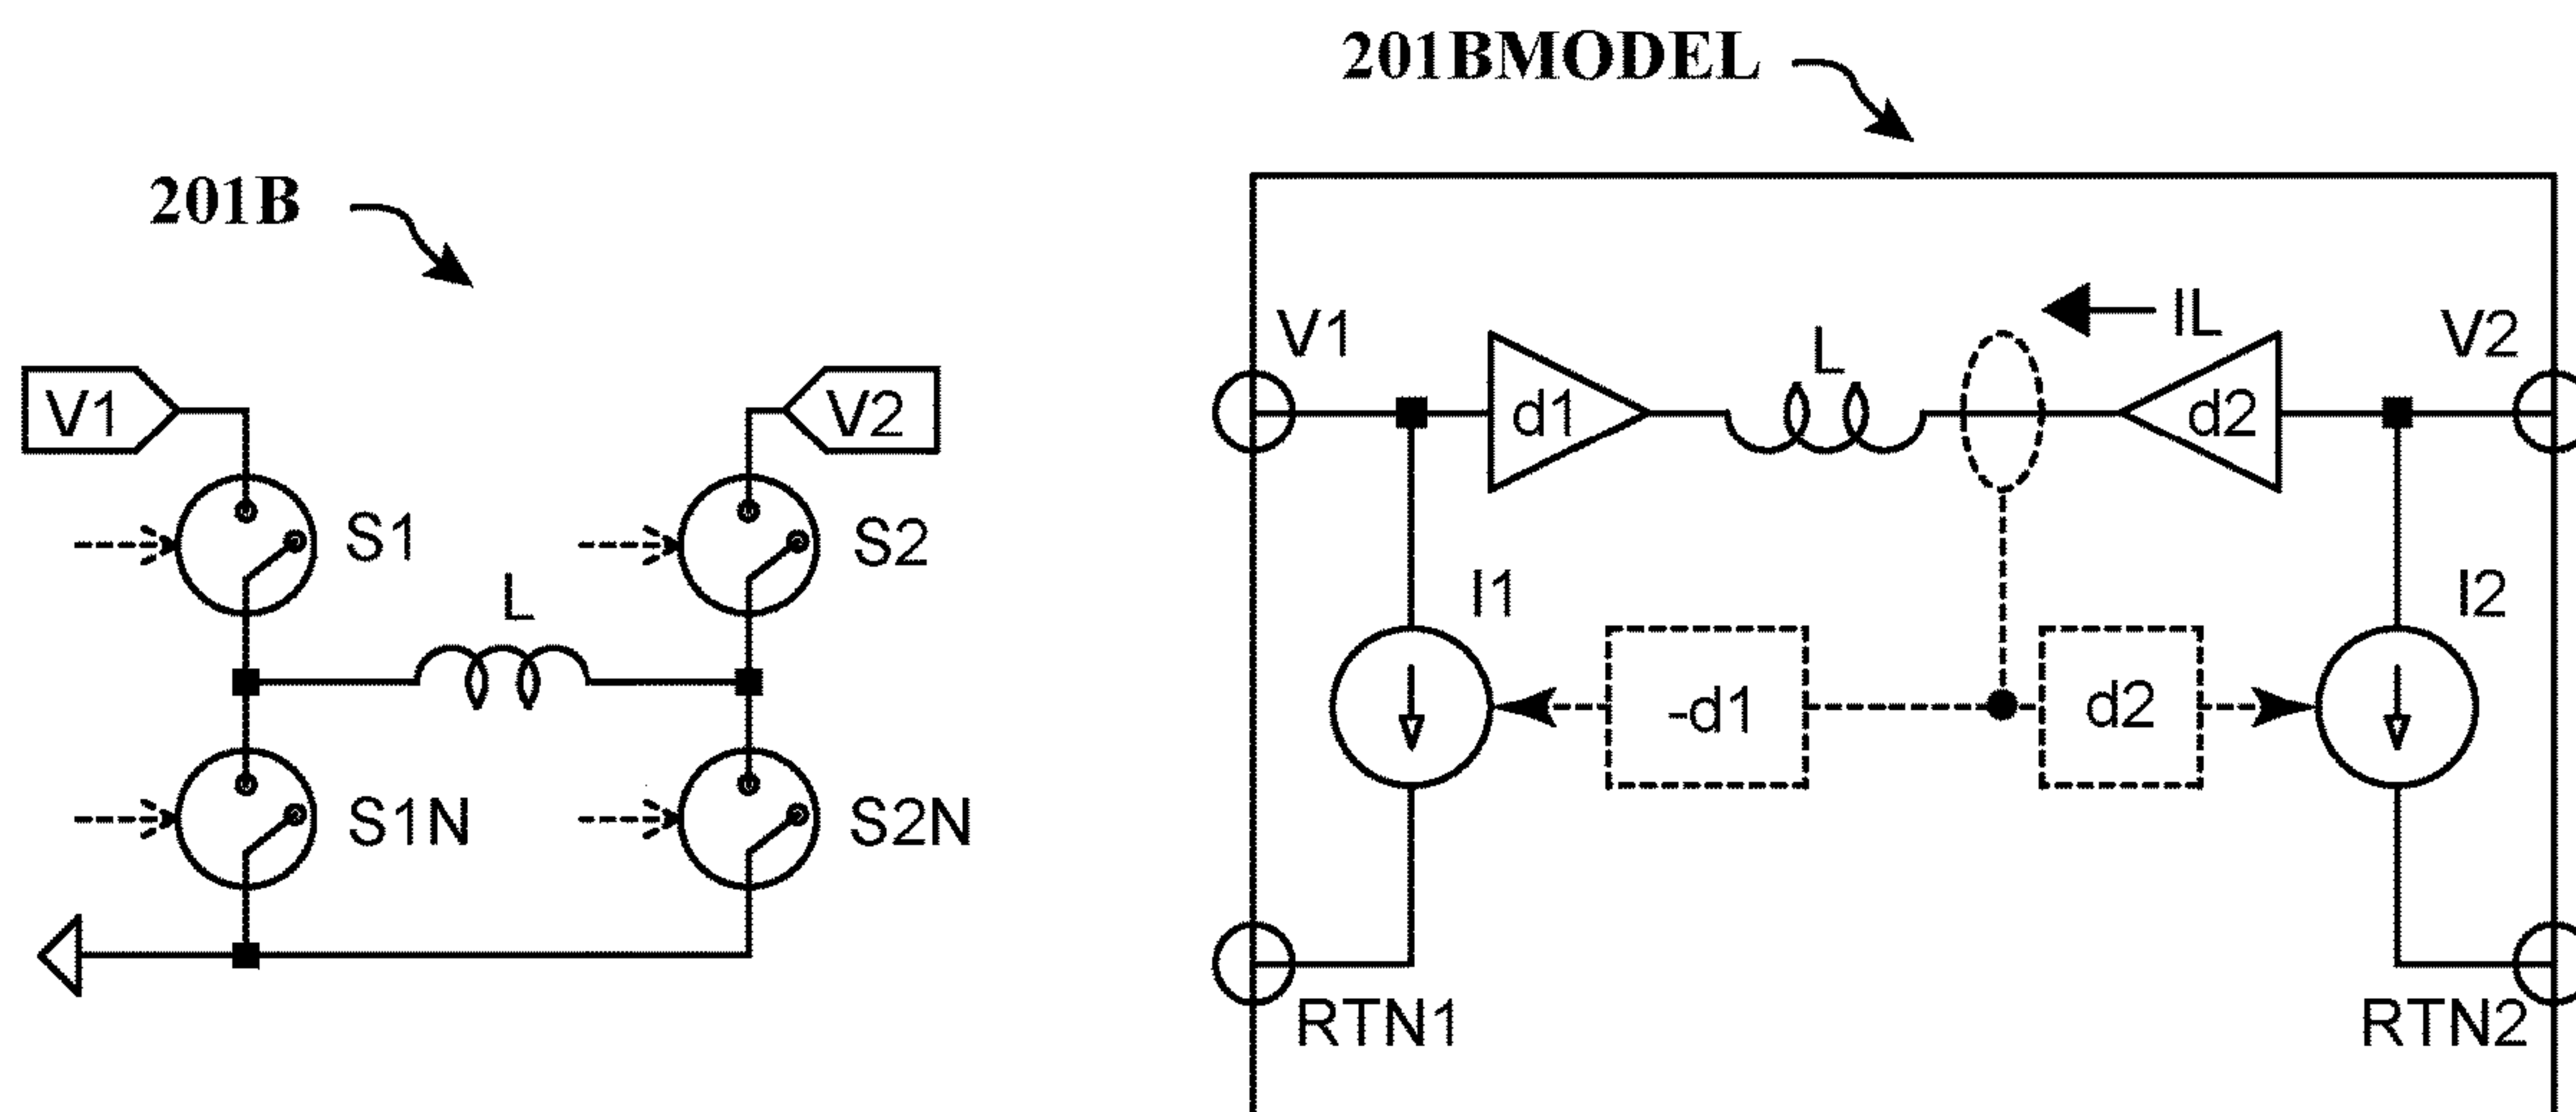 201B
V1
V2
S1
S2
L
S1N
S2N
201BMODEL
V1
d1
L
IL
d2
V2
I1
-d1
d2
I2
RTN1
RTN2